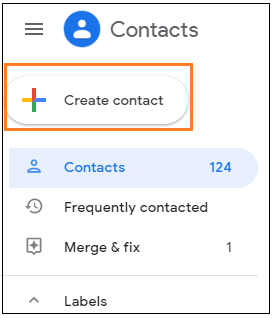 Contacts
Create contact
Contacts 124
Frequently contacted
Merge & fix 1
Labels